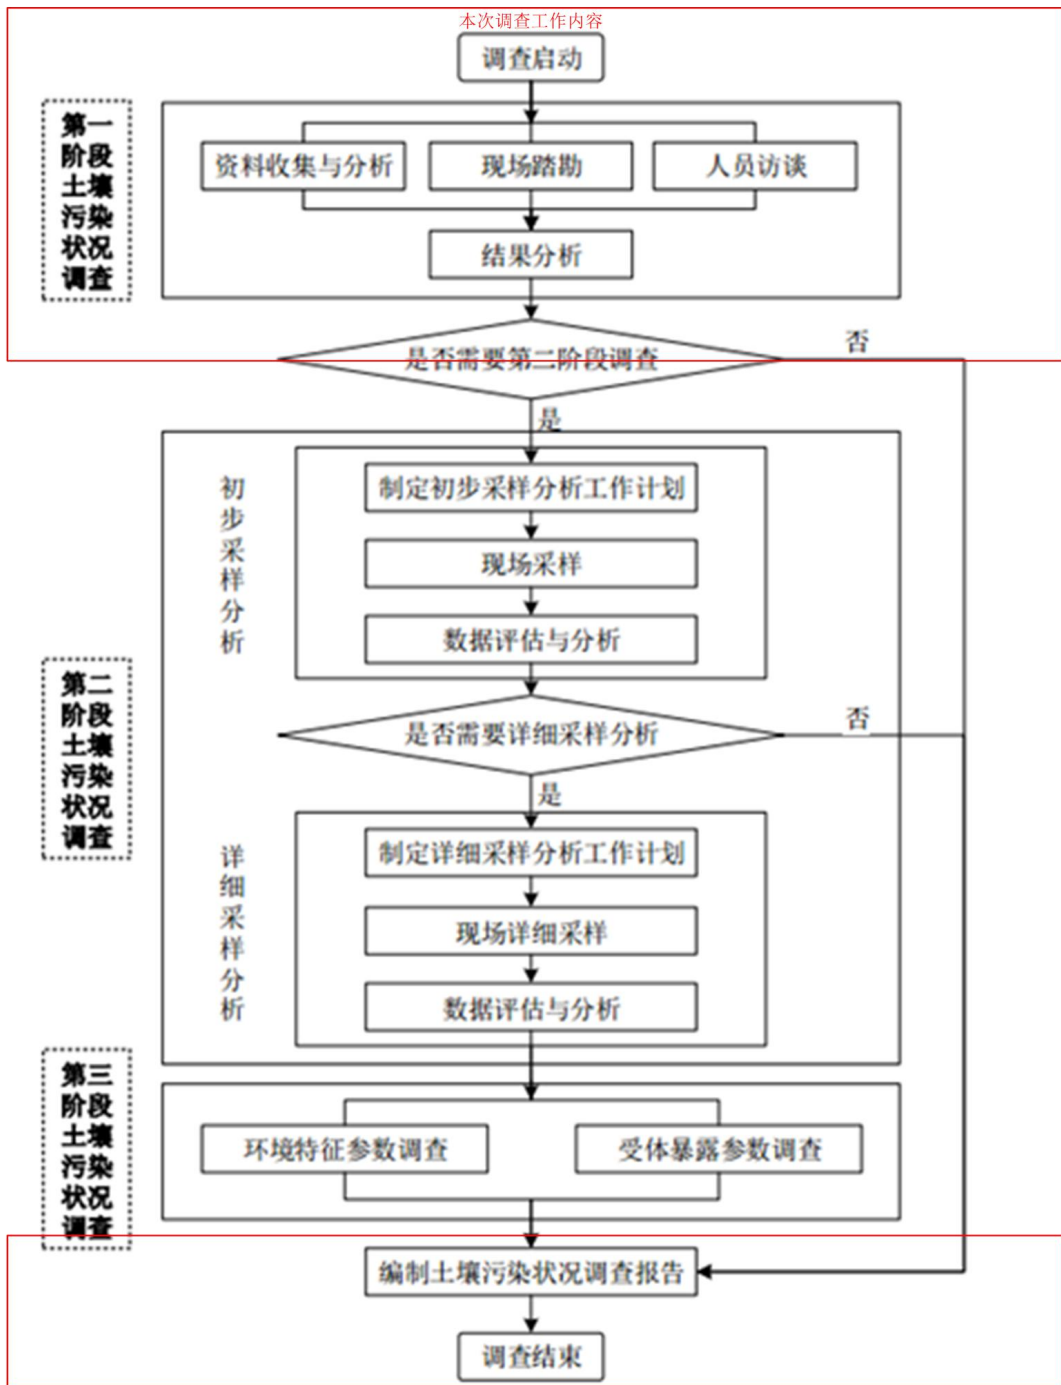 本次调查工作内容
调查启动
第一
阶段
土壤
污染
状况
调查
资料收集与分析
现场踏勘
人员访谈
结果分析
是否需要第二阶段调查
否
是
初
步
采
样
分
析
制定初步采样分析工作计划
现场采样
数据评估与分析
第二
阶段
土壤
污染
状况
调查
是否需要详细采样分析
否
是
详
细
采
样
分
析
制定详细采样分析工作计划
现场详细采样
数据评估与分析
第三
阶段
土壤
污染
状况
调查
环境特征参数调查
受体暴露参数调查
编制土壤污染状况调查报告
调查结束